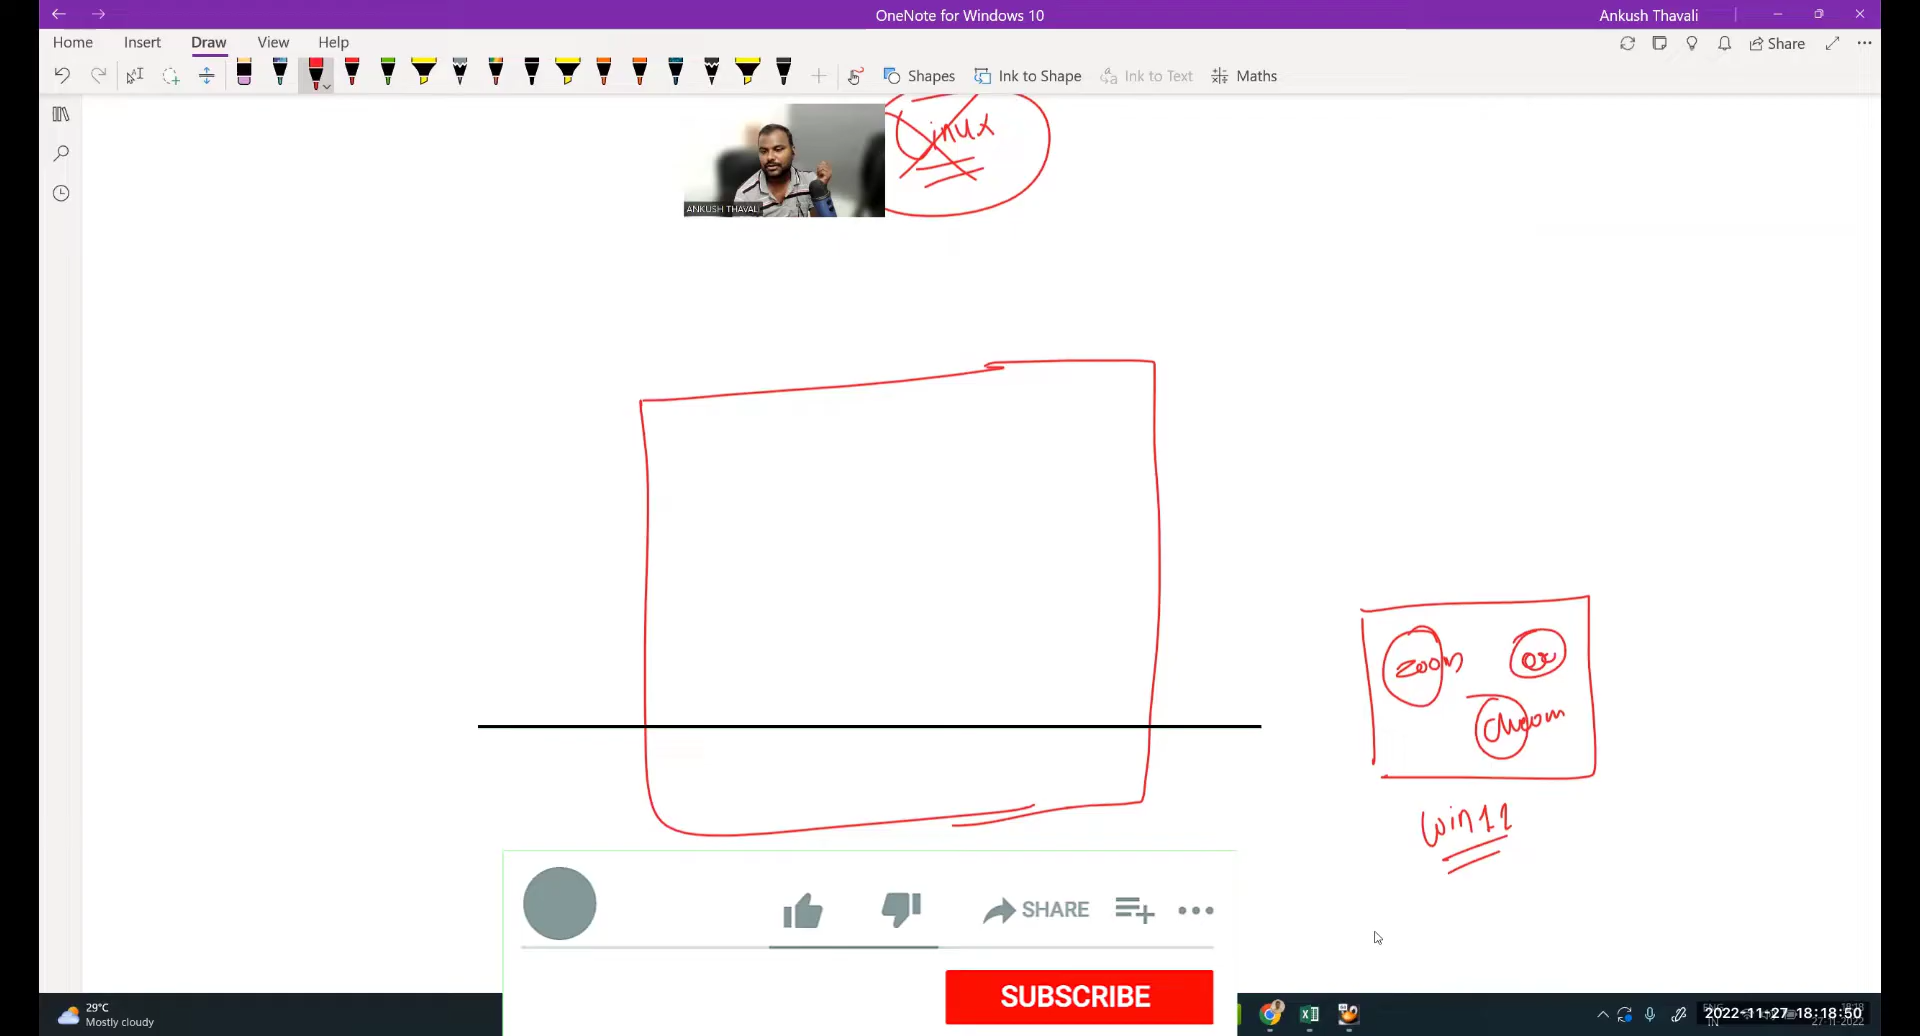 OneNote for Windows 10
Ankush Thavali
Home Insert Draw View Help
Share
Shapes Ink to Shape Ink to Text Maths
Linux
ANKUSH THAVALI
zoom
chroom
Win11
SHARE
SUBSCRIBE
29°C
Mostly cloudy
2022-11-27 18:18:50